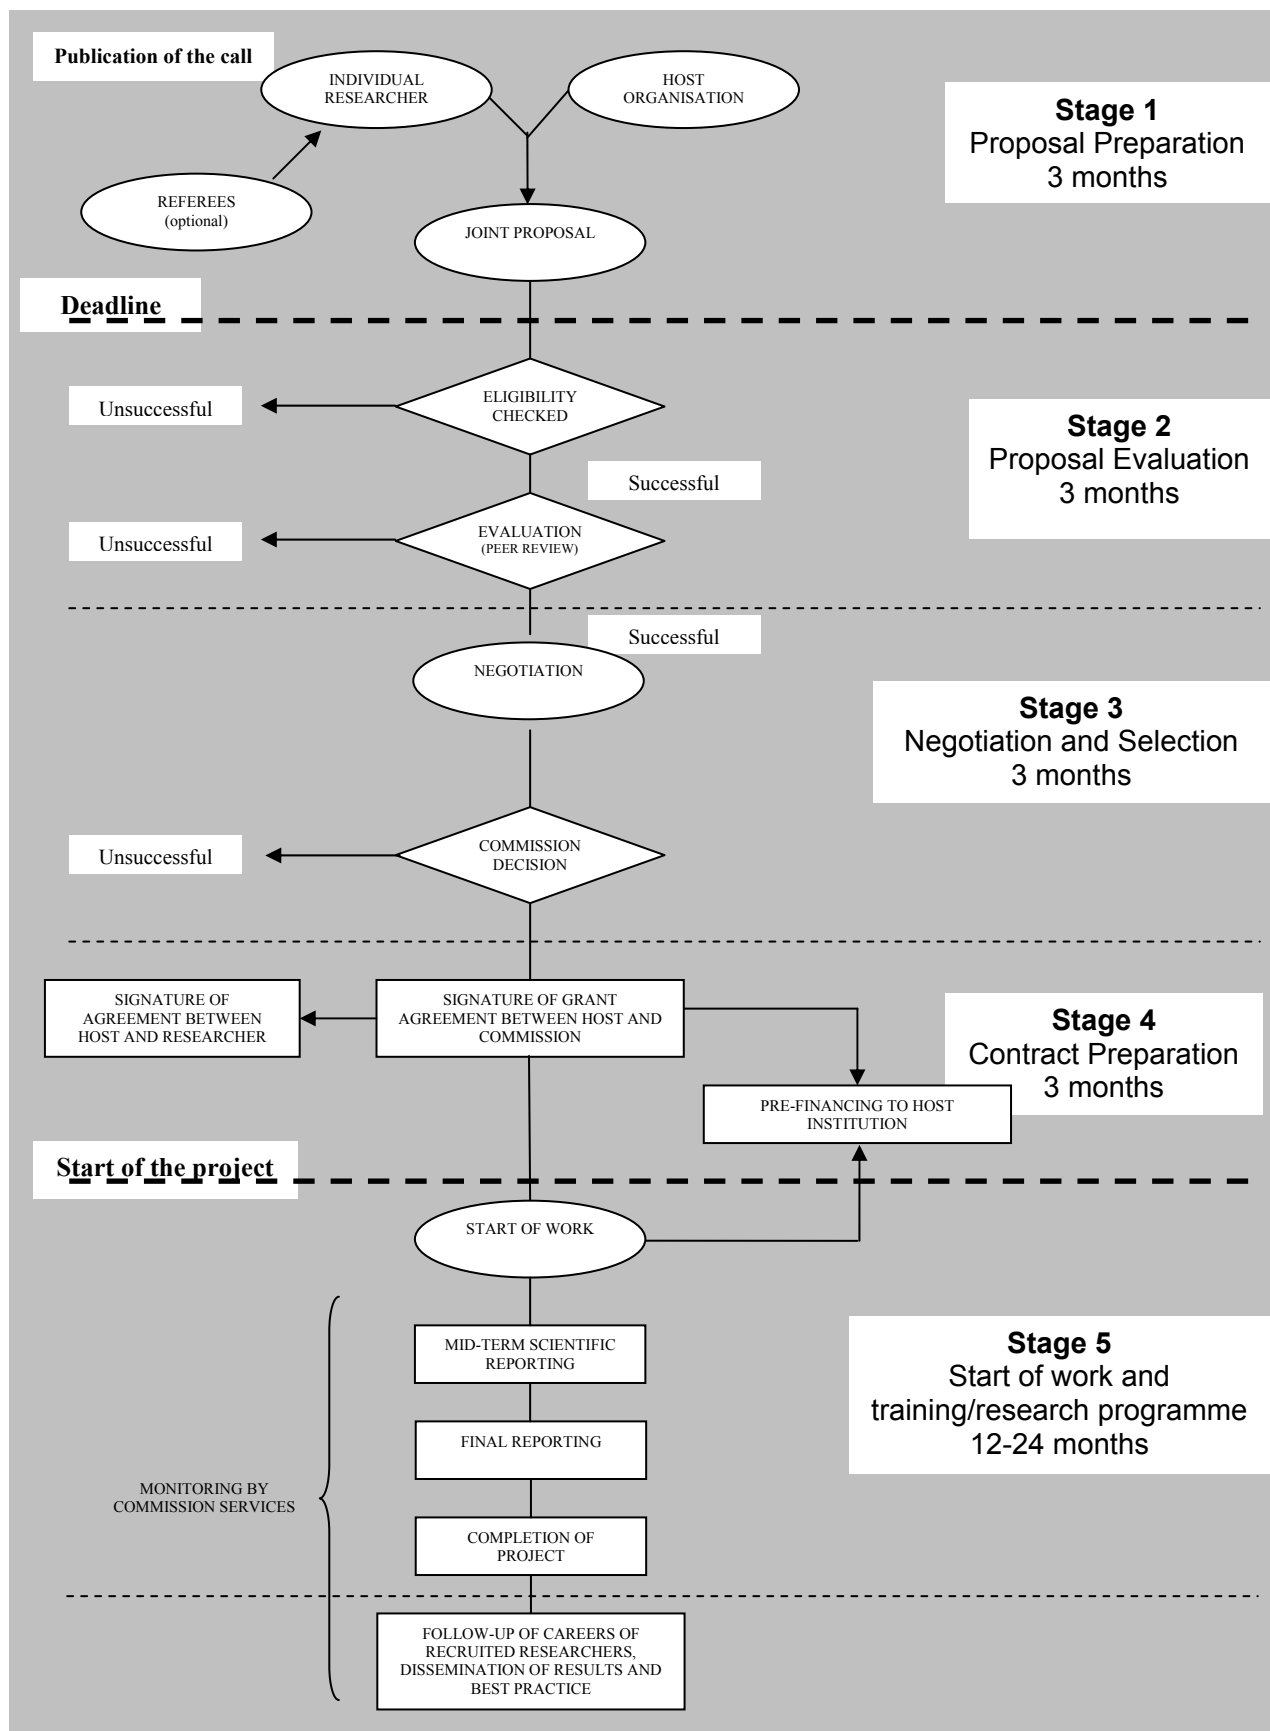 Publication of the call
INDIVIDUAL
RESEARCHER
HOST
ORGANISATION
Stage 1
Proposal Preparation
3 months
REFEREES
(optional)
JOINT PROPOSAL
Deadline
Unsuccessful
ELIGIBILITY
CHECKED
Stage 2
Proposal Evaluation
3 months
Successful
Unsuccessful
EVALUATION
(PEER REVIEW)
Successful
NEGOTIATION
Stage 3
Negotiation and Selection
3 months
Unsuccessful
COMMISSION
DECISION
SIGNATURE OF
AGREEMENT BETWEEN
HOST AND RESEARCHER
SIGNATURE OF GRANT
AGREEMENT BETWEEN HOST AND
COMMISSION
Stage 4
Contract Preparation
3 months
PRE-FINANCING TO HOST
INSTITUTION
Start of the project
START OF WORK
MID-TERM SCIENTIFIC
REPORTING
Stage 5
Start of work and
training/research programme
12-24 months
FINAL REPORTING
MONITORING BY
COMMISSION SERVICES
COMPLETION OF
PROJECT
FOLLOW-UP OF CAREERS OF
RECRUITED RESEARCHERS,
DISSEMINATION OF RESULTS AND
BEST PRACTICE